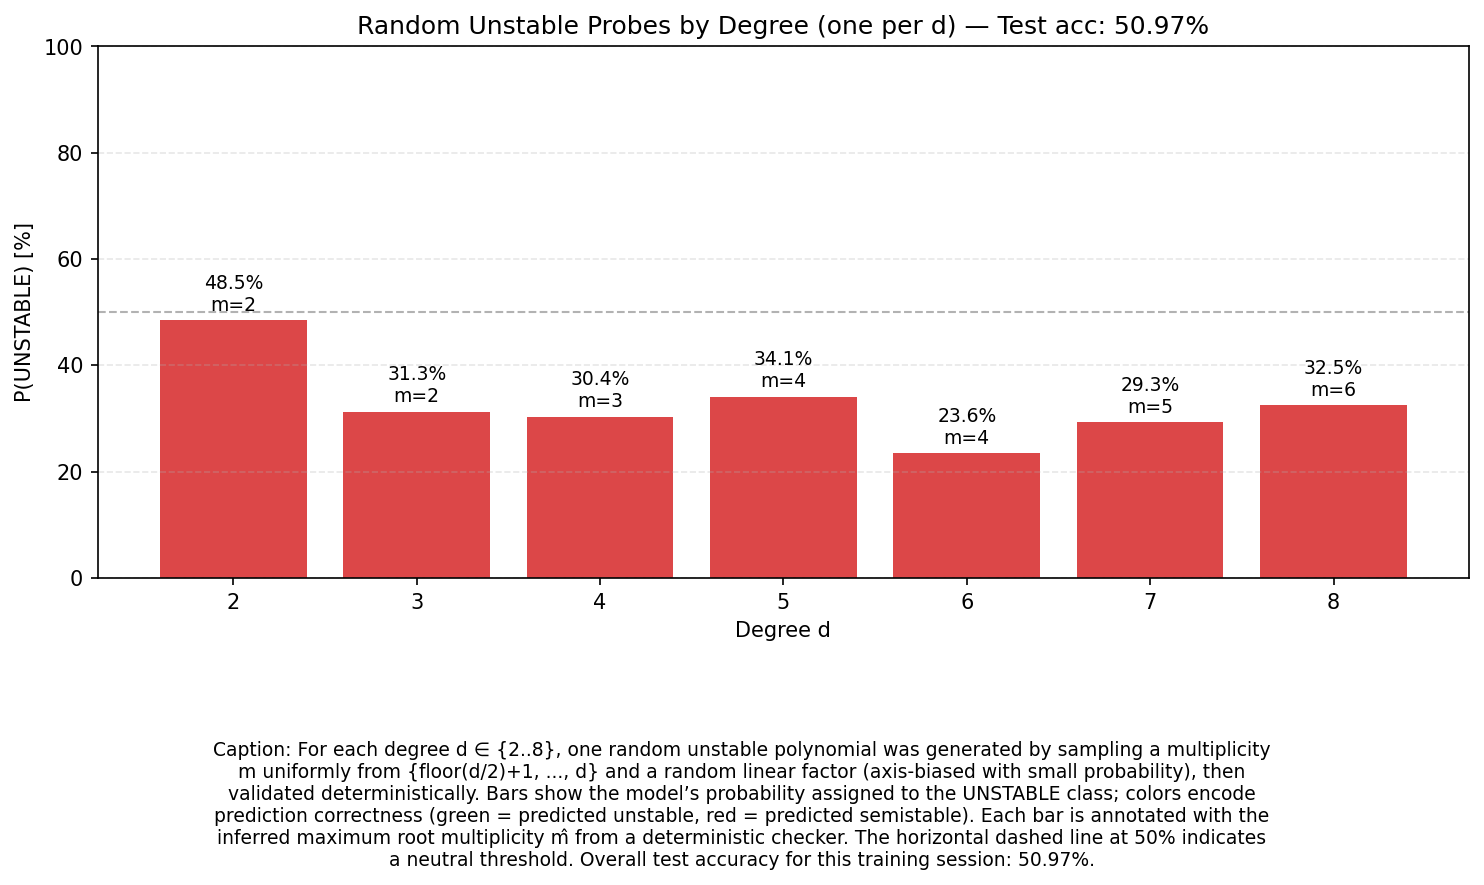 Random Unstable Probes by Degree (one per d) — Test acc: 50.97%
100
80
60
40
20
0
P(UNSTABLE) [%]
48.5%
m=2
31.3%
m=2
30.4%
m=3
34.1%
m=4
23.6%
m=4
29.3%
m=5
32.5%
m=6
2
3
4
5
6
7
8
Degree d
Caption: For each degree d ∈ {2..8}, one random unstable polynomial was generated by sampling a multiplicity
m uniformly from {floor(d/2)+1, ..., d} and a random linear factor (axis-biased with small probability), then
validated deterministically. Bars show the model’s probability assigned to the UNSTABLE class; colors encode
prediction correctness (green = predicted unstable, red = predicted semistable). Each bar is annotated with the
inferred maximum root multiplicity m̂ from a deterministic checker. The horizontal dashed line at 50% indicates
a neutral threshold. Overall test accuracy for this training session: 50.97%.